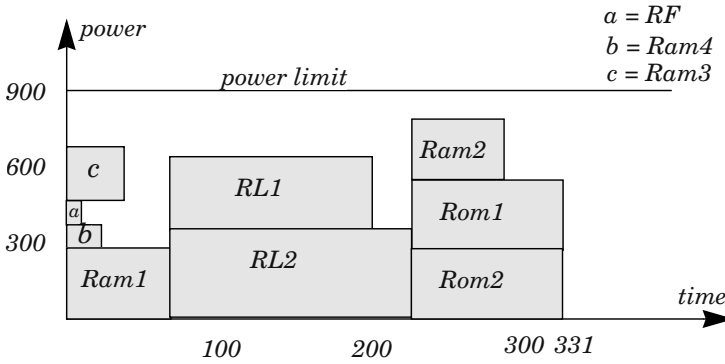 a = RF
power
b = Ram4
c = Ram3
power limit
900
Ram2
600
c
RL1
a
Rom1
b
300
RL2
Ram1
Rom2
time
100
200
300 331